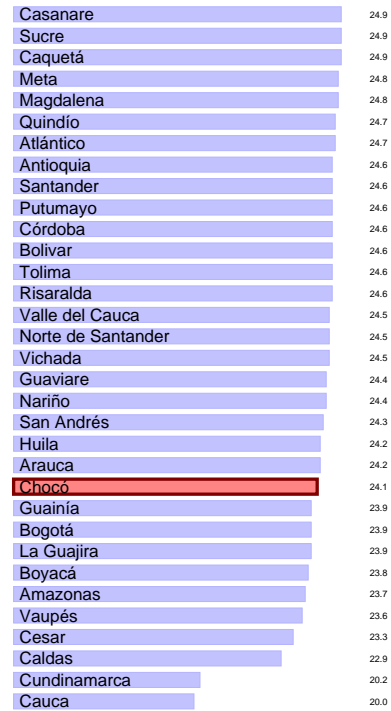 Casanare 24.9
Sucre 24.9
Caquetá 24.9
Meta 24.8
Magdalena 24.8
Quindío 24.7
Atlántico 24.7
Antioquia 24.6
Santander 24.6
Putumayo 24.6
Córdoba 24.6
Bolivar 24.6
Tolima 24.6
Risaralda 24.6
Valle del Cauca 24.5
Norte de Santander 24.5
Vichada 24.5
Guaviare 24.4
Nariño 24.4
San Andrés 24.3
Huila 24.2
Arauca 24.2
Chocó 24.1
Guainía 23.9
Bogotá 23.9
La Guajira 23.9
Boyacá 23.8
Amazonas 23.7
Vaupés 23.6
Cesar 23.3
Caldas 22.9
Cundinamarca 20.2
Cauca 20.0